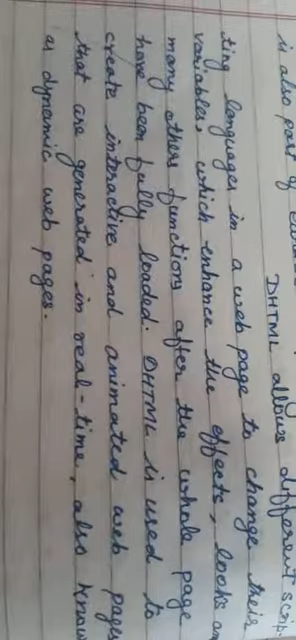 is also part of
DHTML allows different scrip
ting languages in a web page to change their
variables, which enhance the effects, looks a
many others functions after the whole page
have been fully loaded. DHTML is used to
create interactive and animated web pages
that are generated in real-time, also know
as dynamic web pages.